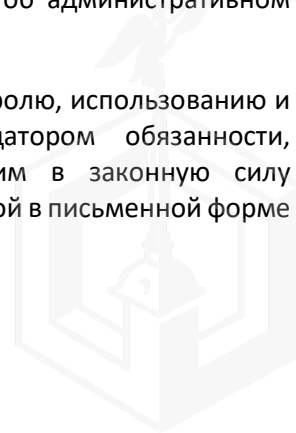 об административном
ролю, использованию и
датором обязанности,
им в законную силу
ой в письменной форме